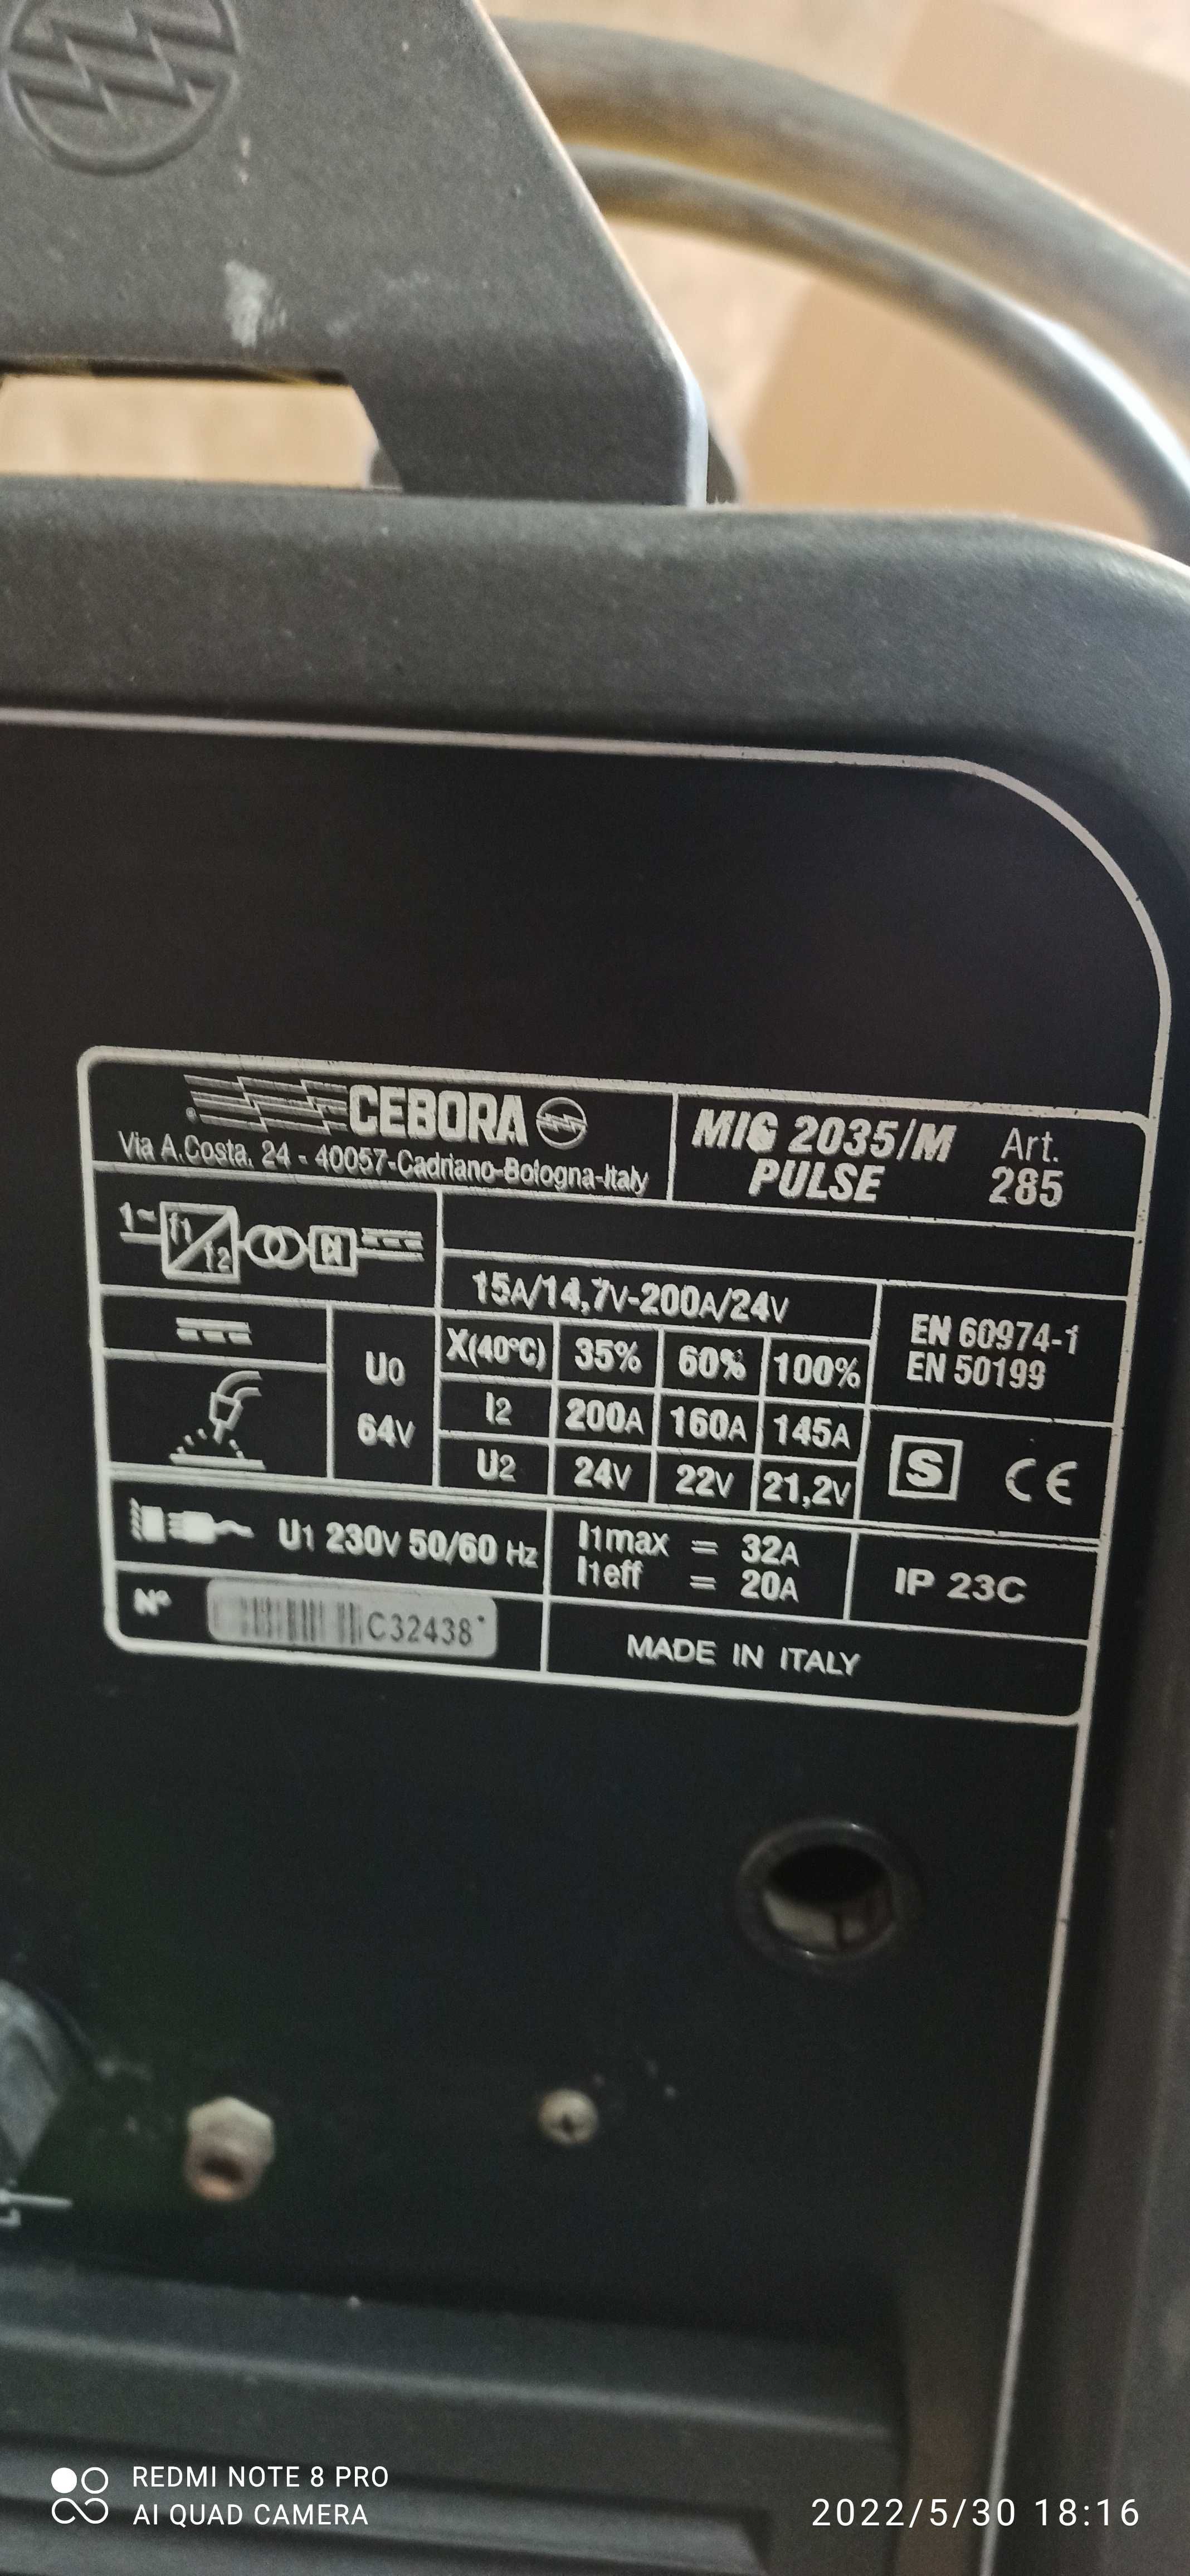 CEBORA
Via A.Costa, 24 - 40057-Cadriano-Bologna-Italy
MIG 2035/M
PULSE
Art.
285
1~
f1
f2
15A/14,7V-200A/24V
EN 60974-1
EN 50199
U0
64V
X(40°C) 35% 60% 100%
I2 200A 160A 145A
U2 24V 22V 21,2V
S CE
U1 230V 50/60 Hz
I1max = 32A
I1eff = 20A
IP 23C
N° C32438*
MADE IN ITALY
REDMI NOTE 8 PRO
AI QUAD CAMERA
2022/5/30 18:16